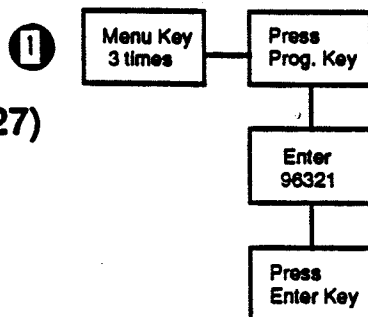 1
Menu Key
3 times
Press
Prog. Key
27)
Enter
96321
Press
Enter Key